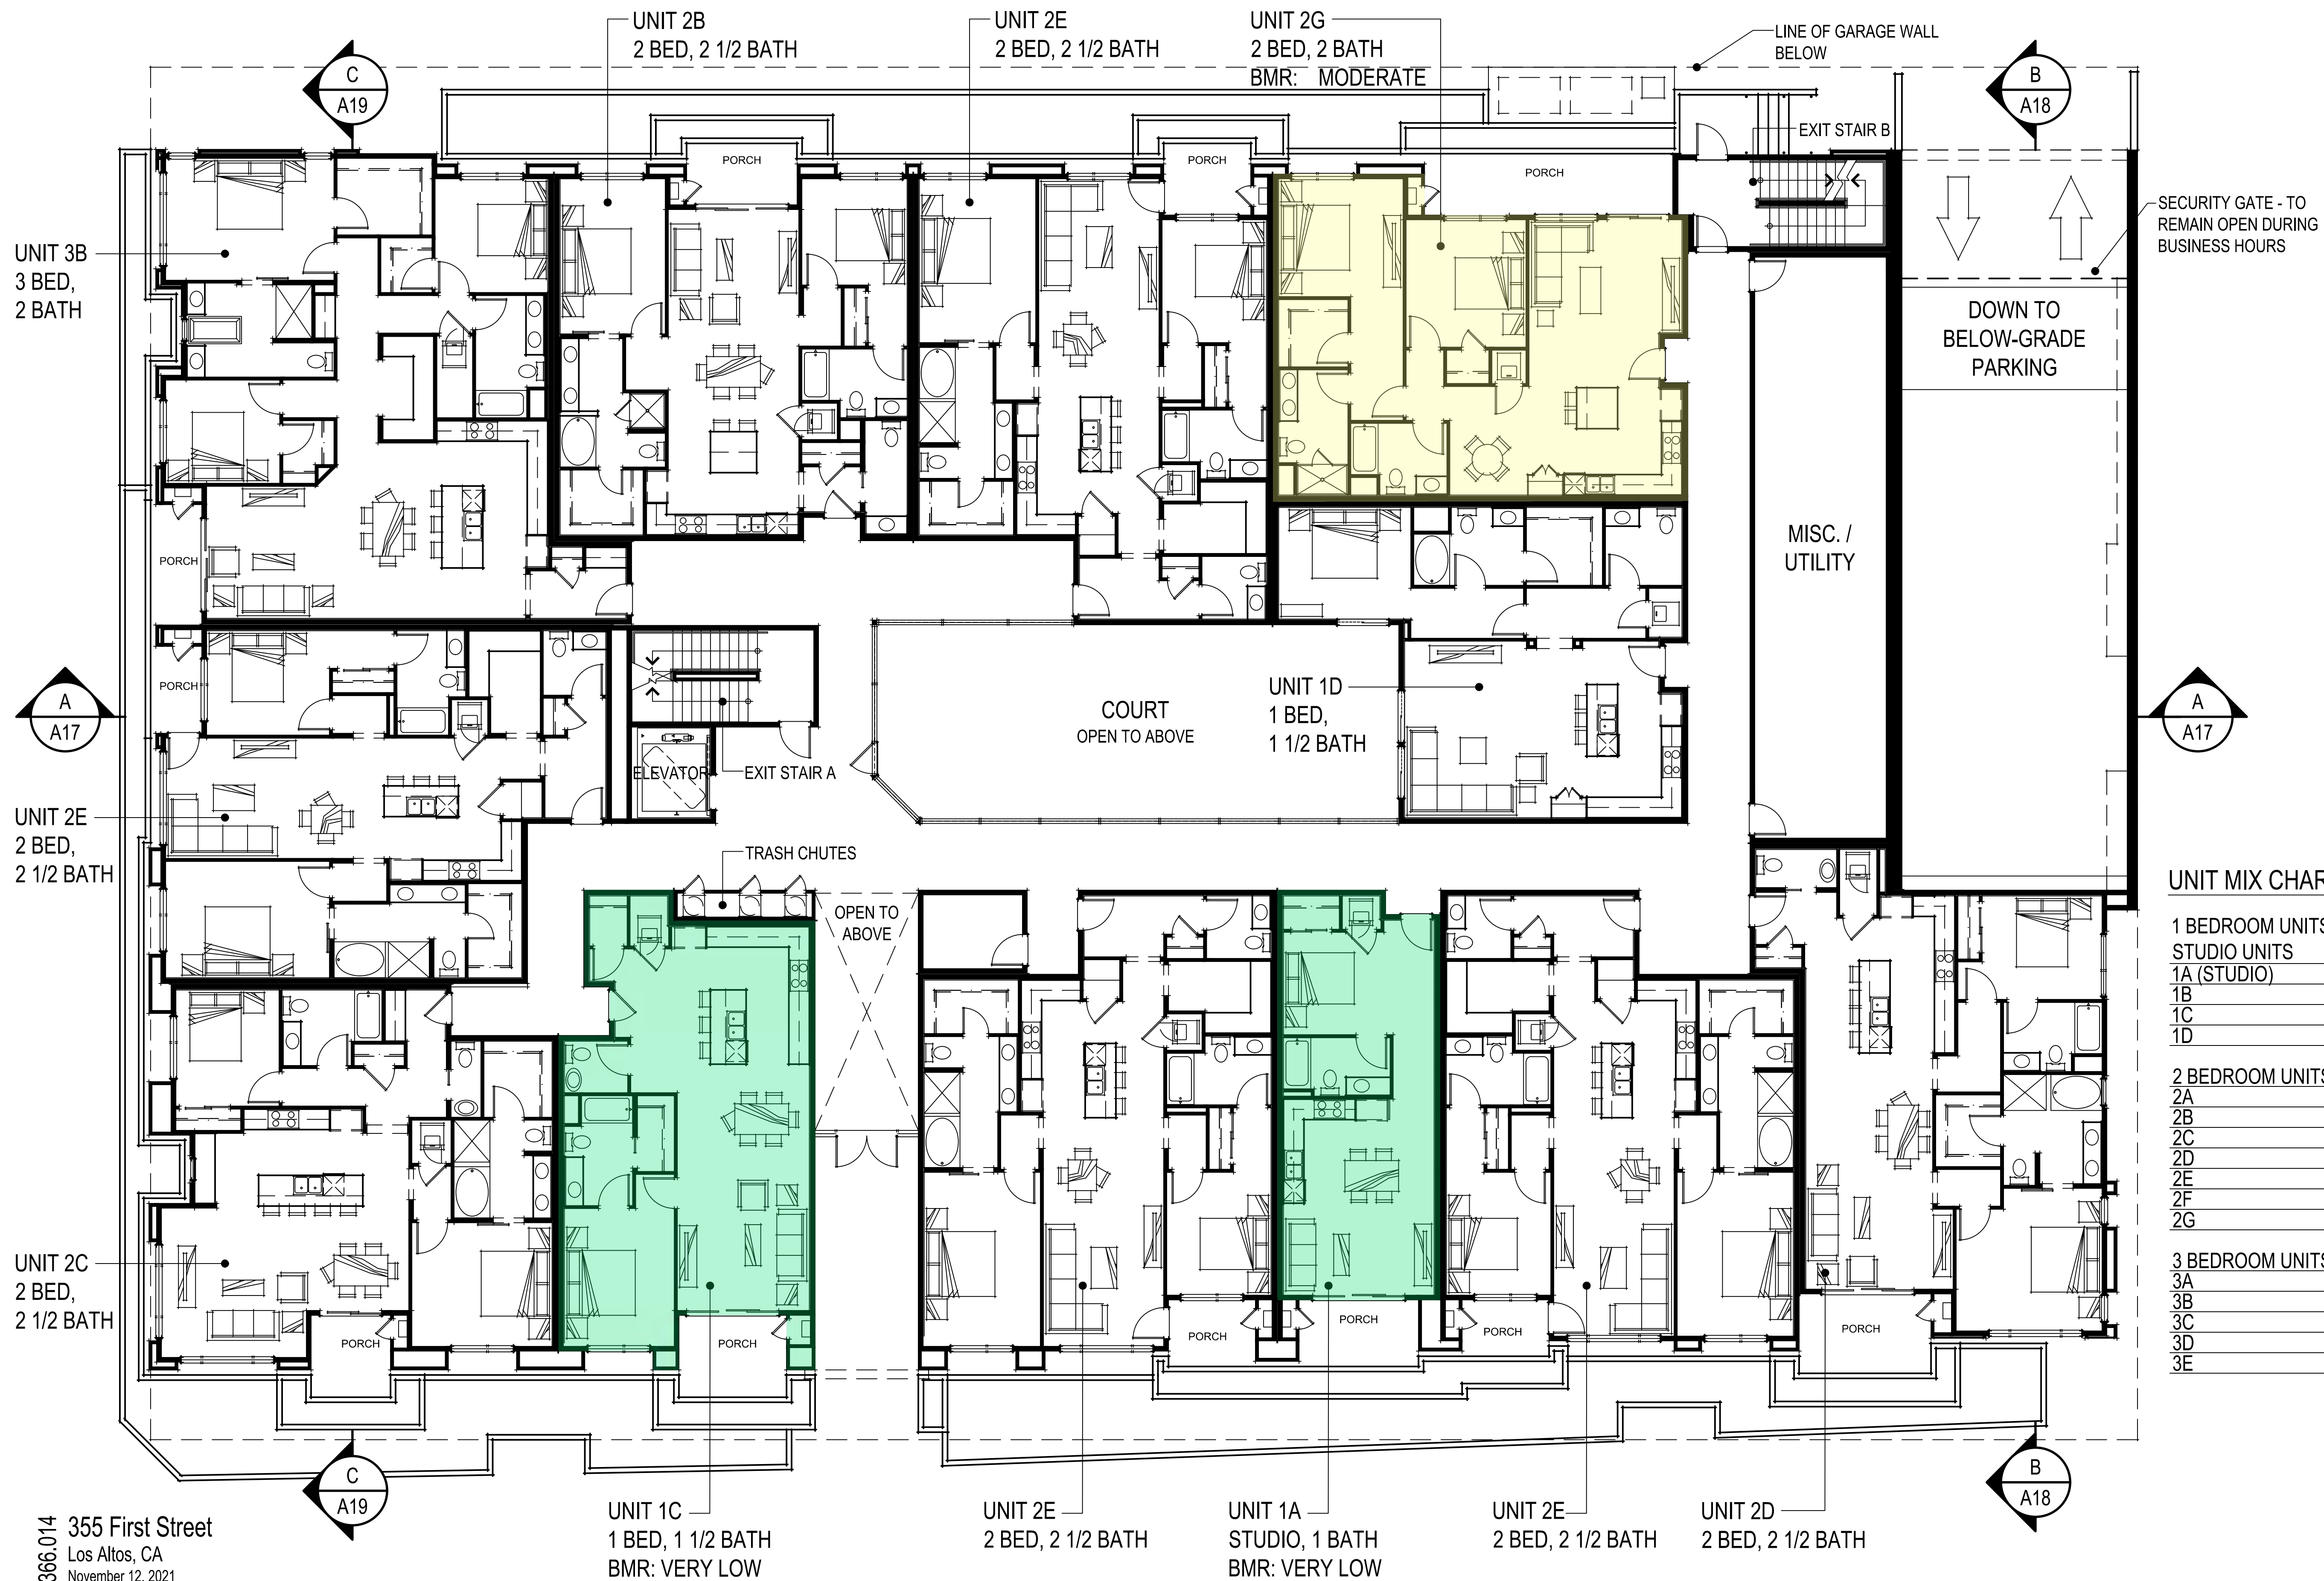 UNIT 2B
2 BED, 2 1/2 BATH
UNIT 2E
2 BED, 2 1/2 BATH
UNIT 2G
2 BED, 2 BATH
BMR: MODERATE
LINE OF GARAGE WALL
BELOW
C
A19
B
A18
EXIT STAIR B
PORCH
PORCH
PORCH
SECURITY GATE - TO
REMAIN OPEN DURING
BUSINESS HOURS
UNIT 3B
3 BED,
2 BATH
DOWN TO
BELOW-GRADE
PARKING
MISC. /
UTILITY
PORCH
PORCH
A
A17
UNIT 1D
1 BED,
1 1/2 BATH
COURT
OPEN TO ABOVE
A
A17
ELEVATOR
EXIT STAIR A
UNIT 2E
2 BED,
2 1/2 BATH
TRASH CHUTES
OPEN TO
ABOVE
UNIT MIX CHAR
1 BEDROOM UNITS
STUDIO UNITS
1A (STUDIO)
1B
1C
1D
2 BEDROOM UNITS
2A
2B
2C
2D
2E
2F
2G
3 BEDROOM UNITS
3A
3B
3C
3D
3E
UNIT 2C
2 BED,
2 1/2 BATH
PORCH
PORCH
PORCH
PORCH
PORCH
PORCH
C
A19
B
A18
UNIT 1C
1 BED, 1 1/2 BATH
BMR: VERY LOW
UNIT 2E
2 BED, 2 1/2 BATH
UNIT 1A
STUDIO, 1 BATH
BMR: VERY LOW
UNIT 2E
2 BED, 2 1/2 BATH
UNIT 2D
2 BED, 2 1/2 BATH
366.014
355 First Street
Los Altos, CA
November 12, 2021